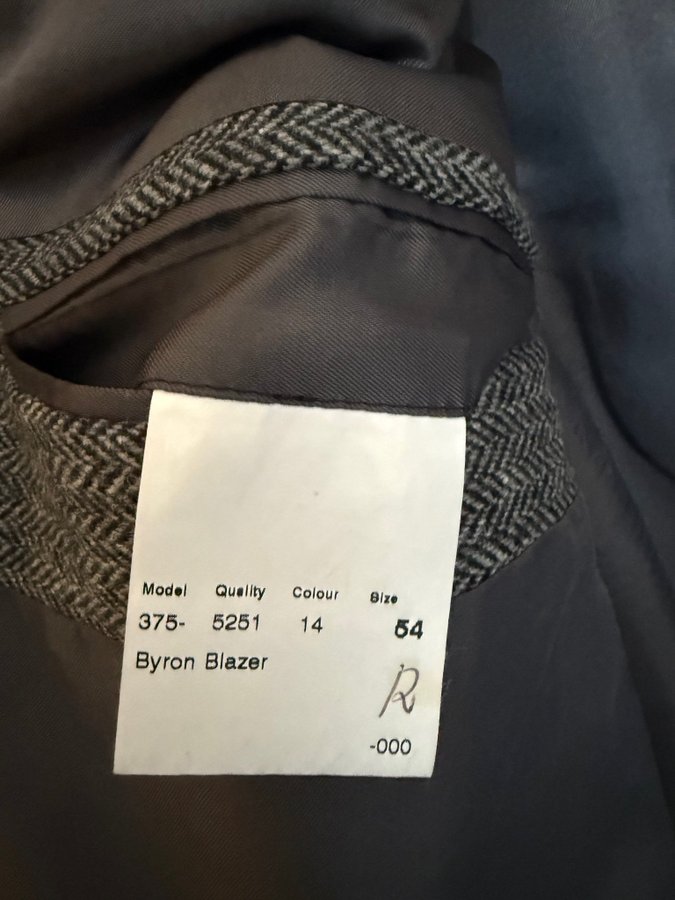 Model Quality Colour Size
375- 5251 14 54
Byron Blazer
R
-000